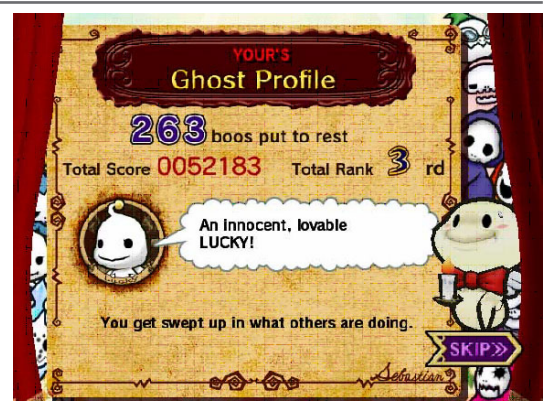 YOUR'S
Ghost Profile
263 boos put to rest
Total Score 0052183 Total Rank 3 rd
An innocent, lovable
LUCKY!
You get swept up in what others are doing.
SKIP
Sebastian